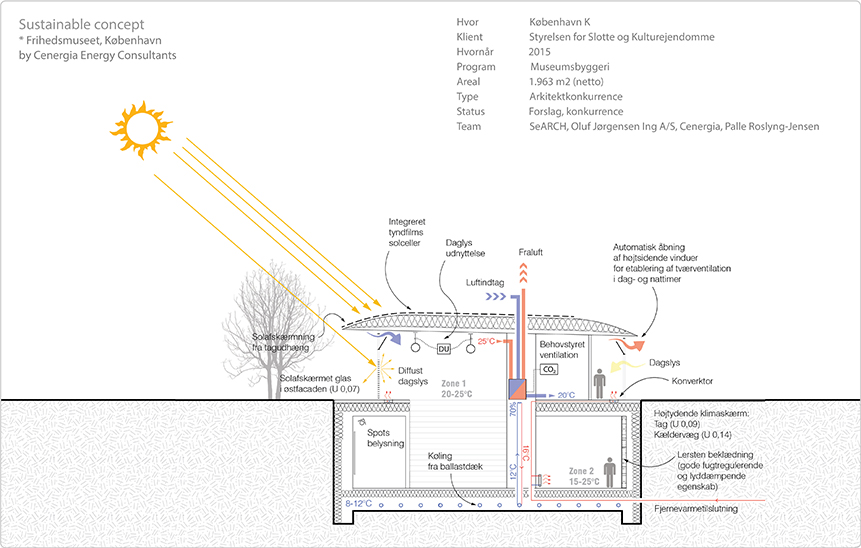 Sustainable concept
* Frihedsmuseet, København
by Cenergia Energy Consultants
Hvor København K
Klient Styrelsen for Slotte og Kulturejendomme
Hvornår 2015
Program Museumsbyggeri
Areal 1.963 m2 (netto)
Type Arkitektkonkurrence
Status Forslag, konkurrence
Team SeARCH, Oluf Jørgensen Ing A/S, Cenergia, Palle Roslyng-Jensen
Integreret
tyndfilms
solceller
Daglys
udnyttelse
Fraluft
Luftindtag
Automatisk åbning
af højtsidende vinduer
for etablering af tværventilation
i dag- og nattimer
Solafskærmning
fra tagudhæng
DU
25°C
Behovstyret
ventilation
CO₂
Dagslys
Solafskærmet glas
i østfacaden (U 0,07)
Diffust
dagslys
Zone 1
20-25°C
20°C
Konverktor
70%
Højtydende klimaskærm:
Tag (U 0,09)
Kældervæg (U 0,14)
Spots
belysning
Køling
fra ballastdæk
12°C
16°C
Zone 2
15-25°C
Lersten beklædning
(gode fugtregulerende
og lyddæmpende
egenskab)
8-12°C
Fjernevarmetilslutning